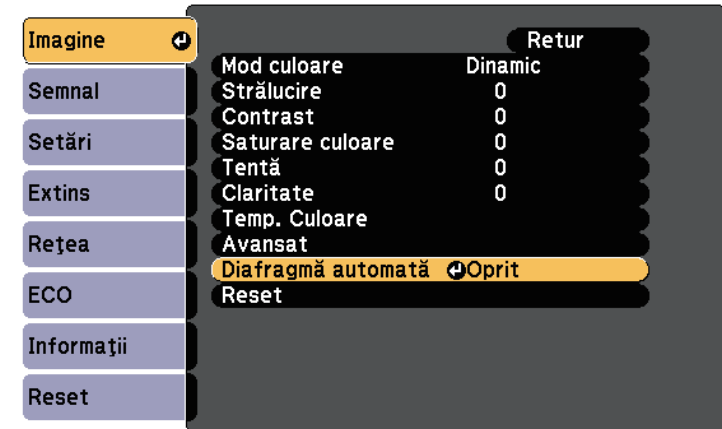 Imagine
Semnal
Setări
Extins
Reţea
ECO
Informaţii
Reset
Retur
Mod culoare Dinamic
Strălucire 0
Contrast 0
Saturare culoare 0
Tentă 0
Claritate 0
Temp. Culoare
Avansat
Diafragmă automată Oprit
Reset